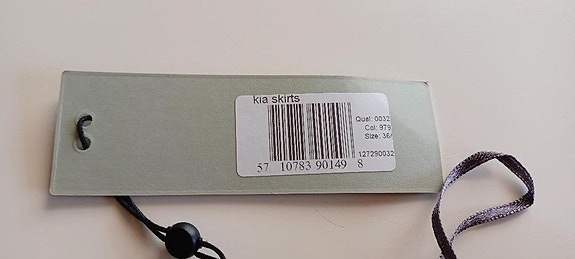 kia skirts
Qual: 0032
Col: 979
Size: 36/
127290032
57 10783 90149 8